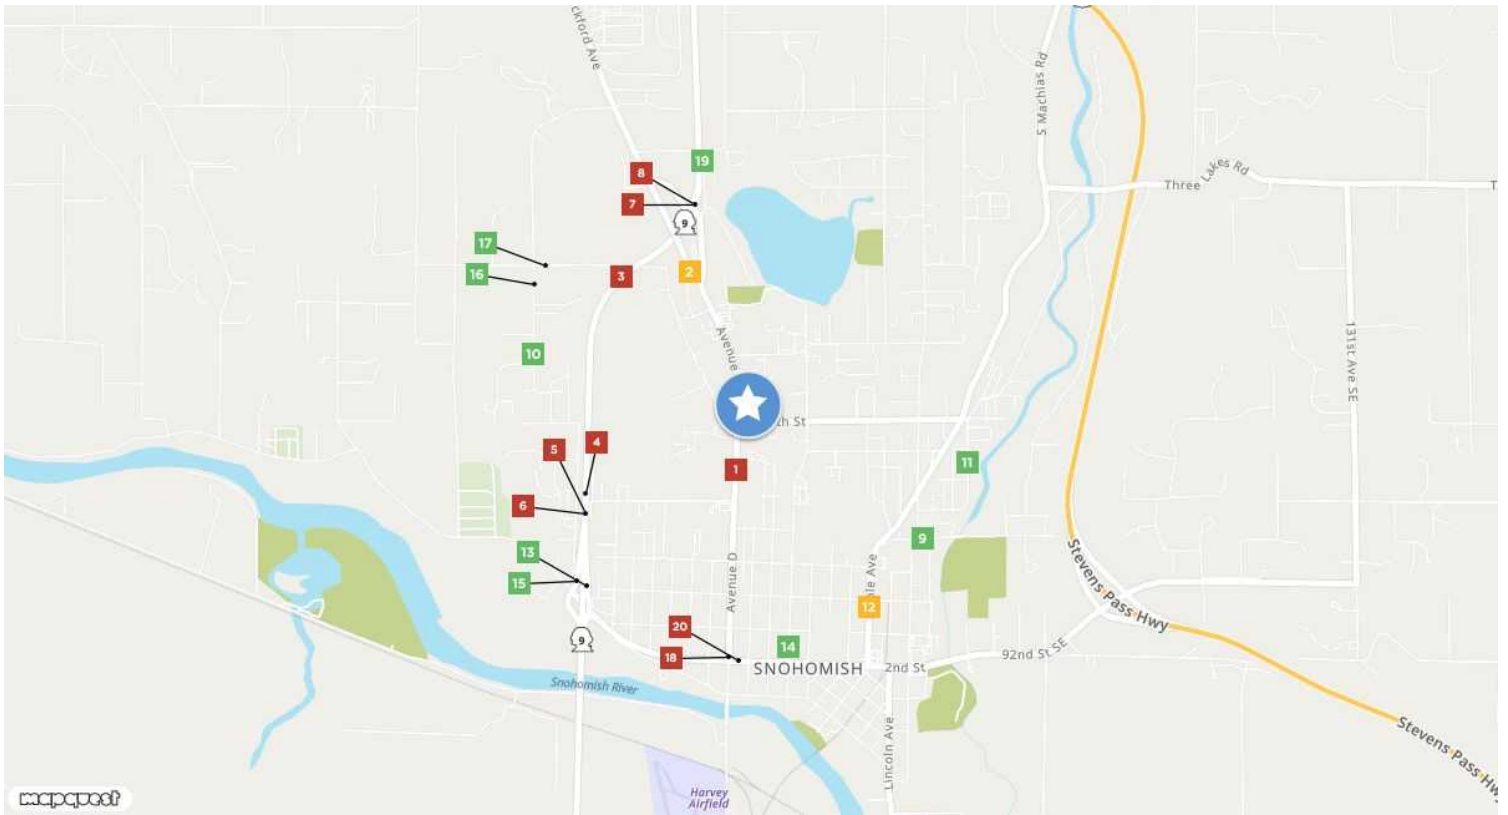 ckford Ave
S Machias Rd
19
8
Three Lakes Rd
T
7
9
17
16
3
2
Avenue
131st Ave SE
10
th St
4
5
11
1
6
9
13
Stevens Pass Hwy
15
Avenue D
ale Ave
12
20
9
14
18
SNOHOMISH
2nd St
92nd St SE
Snohomish River
Lincoln Ave
Stevens Pass Hwy
Harvey
Airfield
mapquest